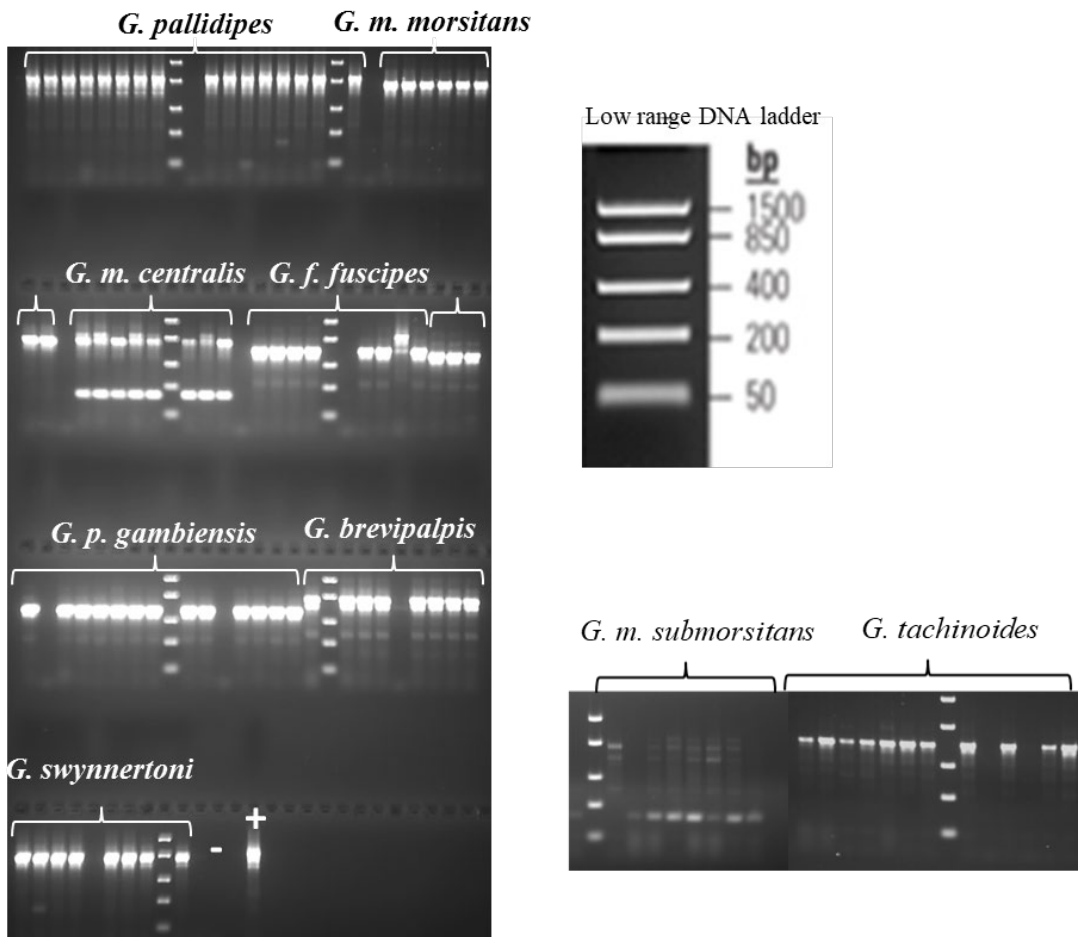 G. pallidipes
G. m. morsitans
Low range DNA ladder
bp
1500
850
400
200
50
G. m. centralis
G. f. fuscipes
G. p. gambiensis
G. brevipalpis
G. m. submorsitans
G. tachinoides
G. swynnertoni
-
+